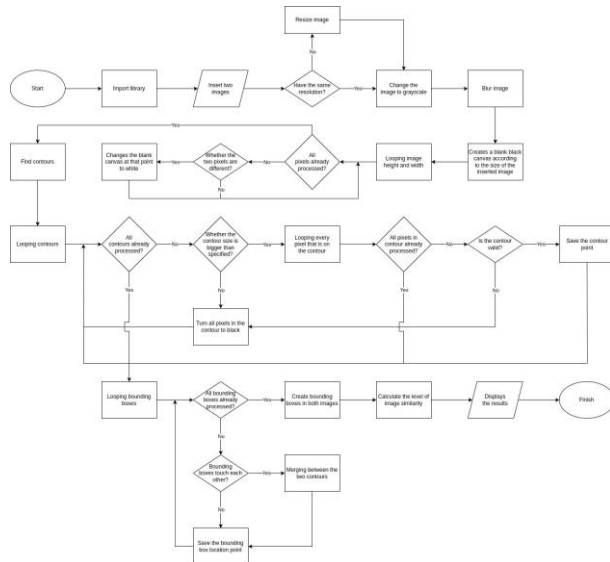 Resize image
No
Start
Import library
Insert two
images
Have the same
resolution?
Yes
Change the
image to grayscale
Blur image
Yes
Find contours
Changes the blank
canvas at that point
to white
Yes
Whether the
two pixels are
different?
No
No
All
pixels already
processed?
Looping image
height and width
Creates a blank black
canvas according
to the size of the
inserted image
Looping contours
All
contours already
processed?
No
Whether the
contour size is
bigger than
specified?
Yes
Looping every
pixel that is on
the contour
All pixels in
contour already
processed?
No
Is the contour
valid?
Yes
Save the contour
point
Yes
No
Yes
No
Turn all pixels in the
contour to black
Looping bounding
boxes
All bounding
boxes already
processed?
Yes
Create bounding
boxes in both images
Calculate the level of
image similarity
Displays
the results
Finish
No
Bounding
boxes touch each
other?
Yes
Merging between the
two contours
No
Save the bounding
box location point